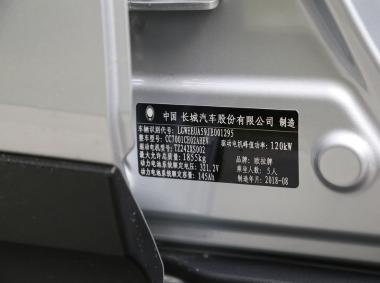 中国 长城汽车股份有限公司 制造
车辆识别代号：LGWEEUA59JE001295
整车型号：CC7001CE02ABEV 驱动电机峰值功率：120kW
驱动电机型号：TZ242XS002
最大允许总质量：1855kg 品牌：欧拉牌
动力电池系统额定电压：321.2V 乘坐人数：5人
动力电池系统额定容量：145Ah 制造年月：2018-08